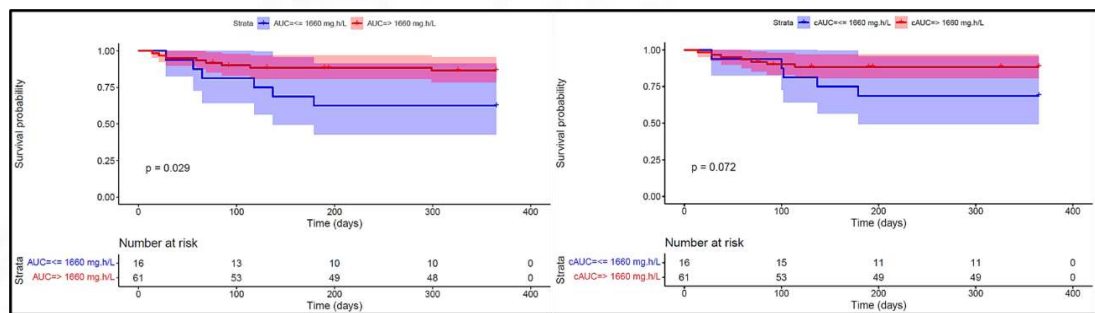 Strata AUC=<= 1660 mg.h/L AUC=> 1660 mg.h/L
Survival probability
1.00
0.75
0.50
0.25
0.00
p = 0.029
0 100 200 300 400
Time (days)
Number at risk
Strata
AUC=<= 1660 mg.h/L 16 13 10 10 0
AUC=> 1660 mg.h/L 61 53 49 48 0
0 100 200 300 400
Time (days)
Strata cAUC=<= 1660 mg.h/L cAUC=> 1660 mg.h/L
Survival probability
1.00
0.75
0.50
0.25
0.00
p = 0.072
0 100 200 300 400
Time (days)
Number at risk
Strata
cAUC=<= 1660 mg.h/L 16 15 11 11 0
cAUC=> 1660 mg.h/L 61 53 49 49 0
0 100 200 300 400
Time (days)